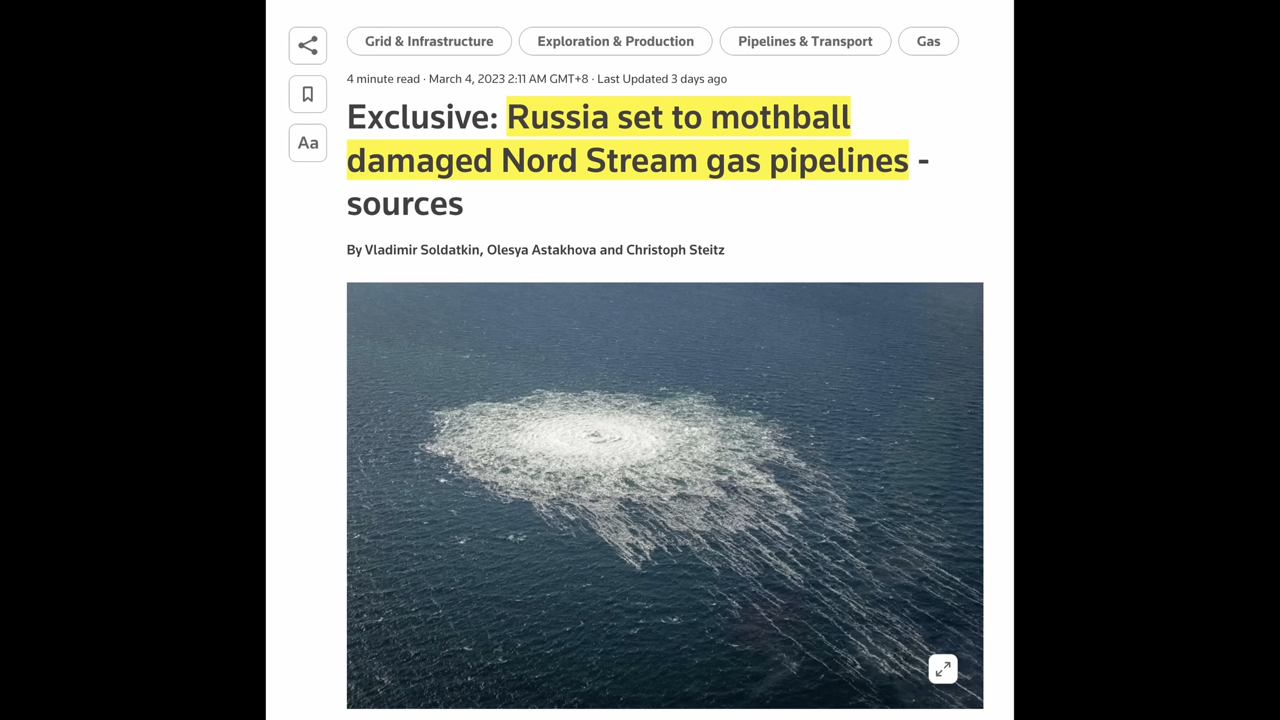 Grid & Infrastructure
Exploration & Production
Pipelines & Transport
Gas
4 minute read · March 4, 2023 2:11 AM GMT+8 · Last Updated 3 days ago
Exclusive: Russia set to mothball
damaged Nord Stream gas pipelines -
sources
Aa
By Vladimir Soldatkin, Olesya Astakhova and Christoph Steitz